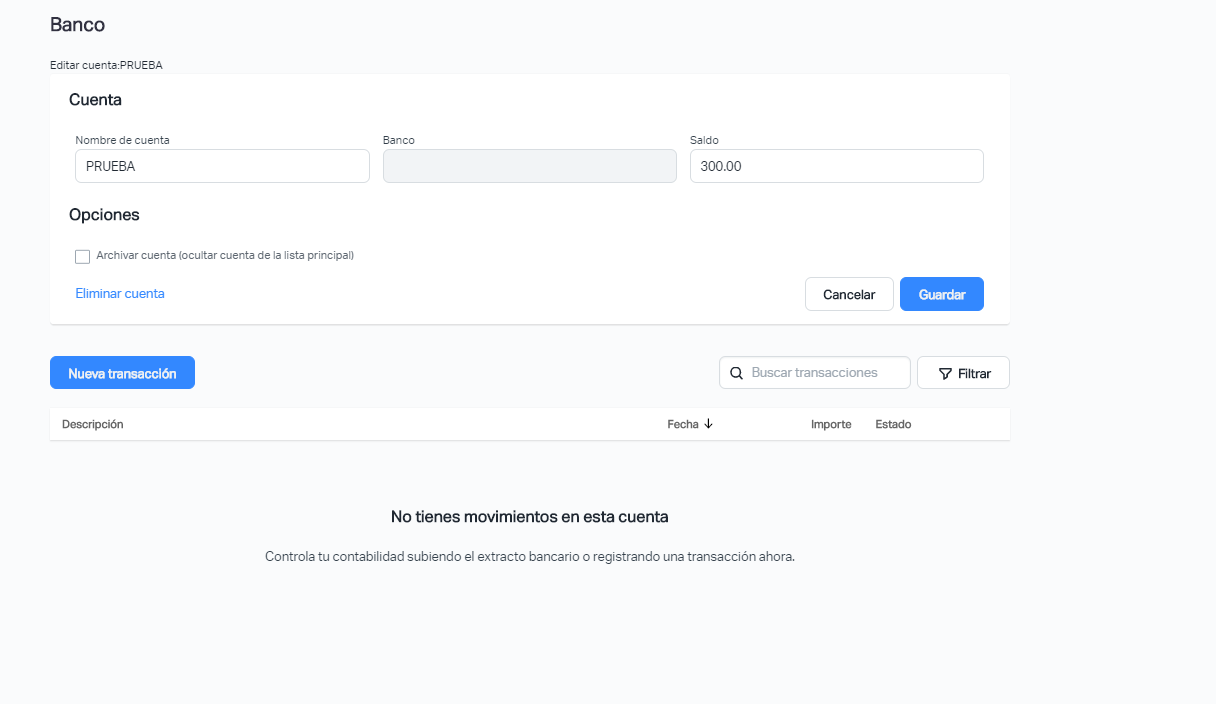 Banco
Editar cuenta:PRUEBA
Cuenta
Nombre de cuenta
Banco
Saldo
PRUEBA
300.00
Opciones
Archivar cuenta (ocultar cuenta de la lista principal)
Eliminar cuenta
Cancelar
Guardar
Nueva transacción
Buscar transacciones
Filtrar
Descripción
Fecha ↓
Importe
Estado
No tienes movimientos en esta cuenta
Controla tu contabilidad subiendo el extracto bancario o registrando una transacción ahora.